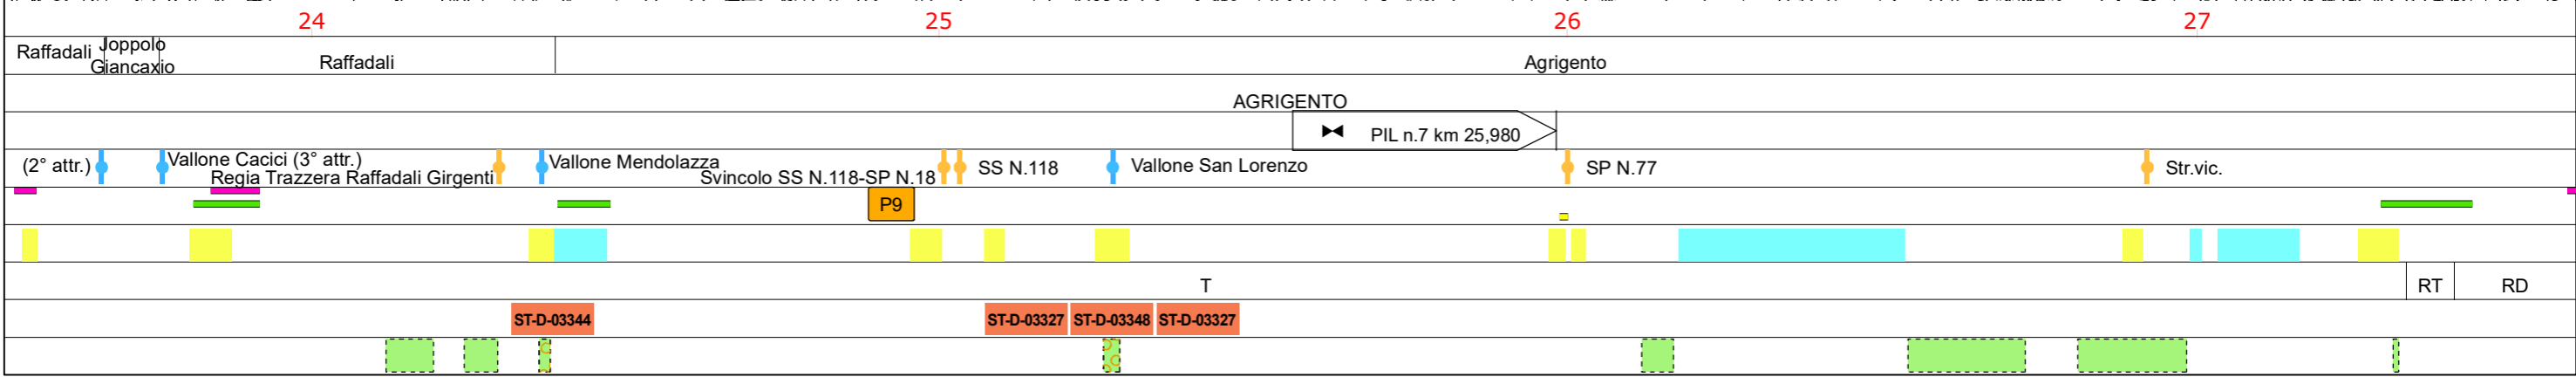 24 25 26 27
Raffadali Joppolo Giancaxio Raffadali Agrigento
AGRIGENTO
PIL n.7 km 25,980
(2° attr.) Vallone Cacici (3° attr.) Regia Trazzera Raffadali Girgenti Vallone Mendolazza Svincolo SS N.118-SP N.18 SS N.118 Vallone San Lorenzo SP N.77 Str.vic.
P9
T RT RD
ST-D-03344 ST-D-03327 ST-D-03348 ST-D-03327